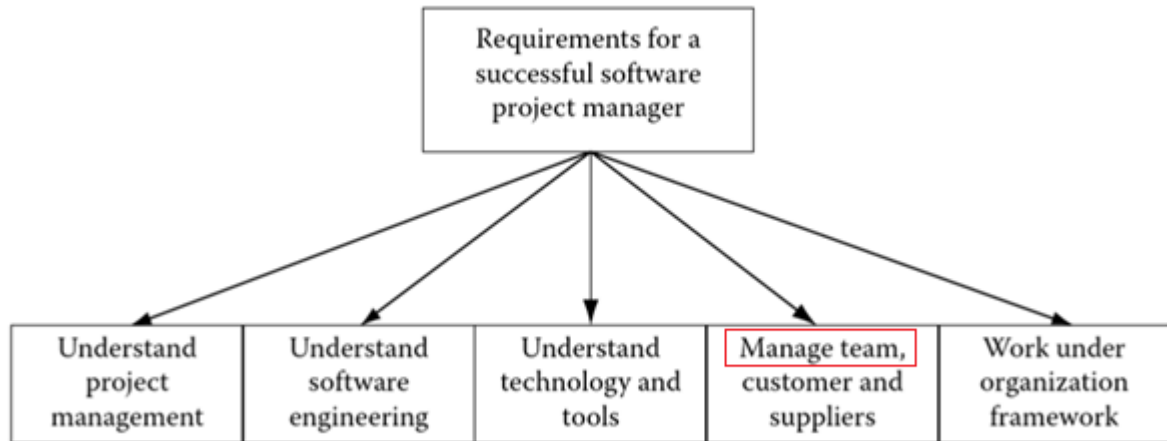 Requirements for a
successful software
project manager
Understand
project
management
Understand
software
engineering
Understand
technology and
tools
Manage team,
customer and
suppliers
Work under
organization
framework